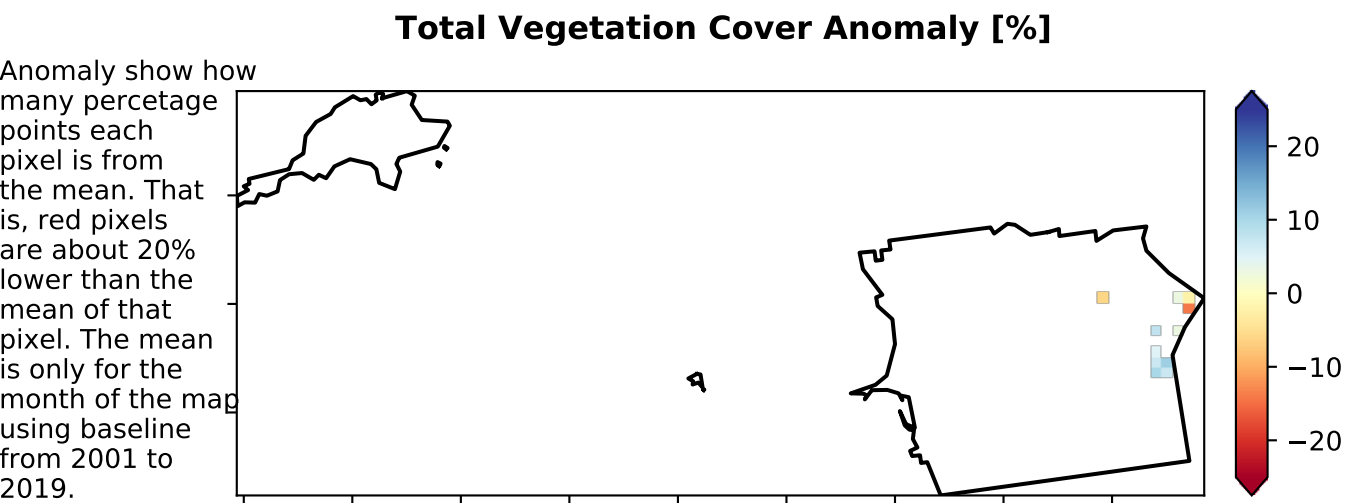 Total Vegetation Cover Anomaly [%]
Anomaly show how
many percetage
points each
pixel is from
the mean. That
is, red pixels
are about 20%
lower than the
mean of that
pixel. The mean
is only for the
month of the map
using baseline
from 2001 to
2019.
20
10
0
−10
−20